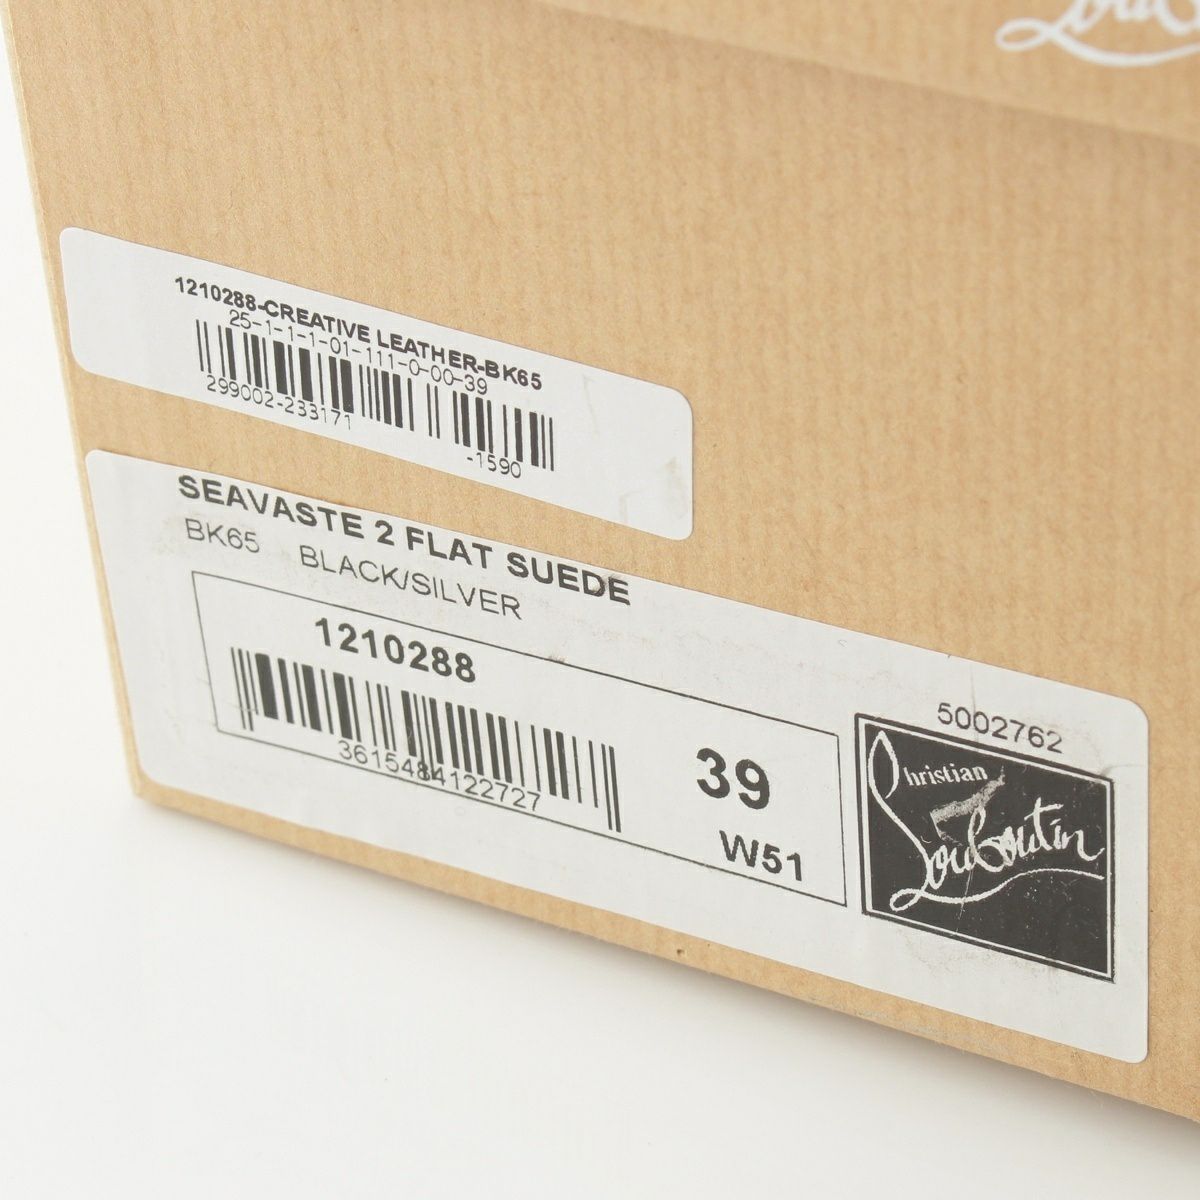 Lou
1210288-CREATIVE LEATHER-BK65
25-1-1-1-01-111-0-00-39
299002-233171
-1590
SEAVASTE 2 FLAT SUEDE
BK65 BLACK/SILVER
1210288
3615484122727
39
W51
5002762
Christian
Louboutin